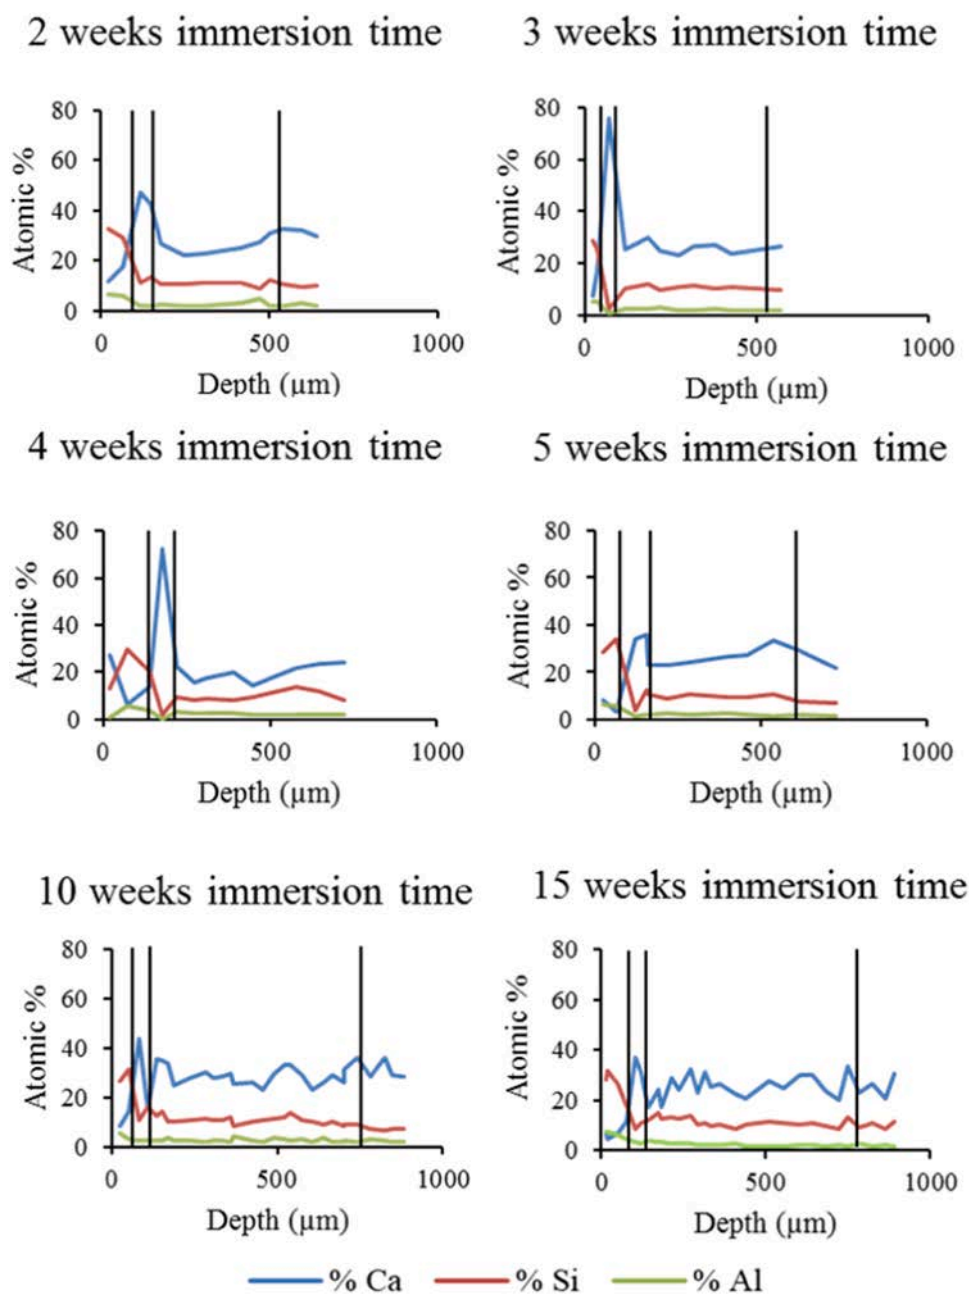 2 weeks immersion time
80
60
40
20
0
Atomic %
0 500 1000
Depth (µm)
3 weeks immersion time
80
60
40
20
0
Atomic %
0 500 1000
Depth (µm)
4 weeks immersion time
80
60
40
20
0
Atomic %
0 500 1000
Depth (µm)
5 weeks immersion time
80
60
40
20
0
Atomic %
0 500 1000
Depth (µm)
10 weeks immersion time
80
60
40
20
0
Atomic %
0 500 1000
Depth (µm)
15 weeks immersion time
80
60
40
20
0
Atomic %
0 500 1000
Depth (µm)
% Ca % Si % Al